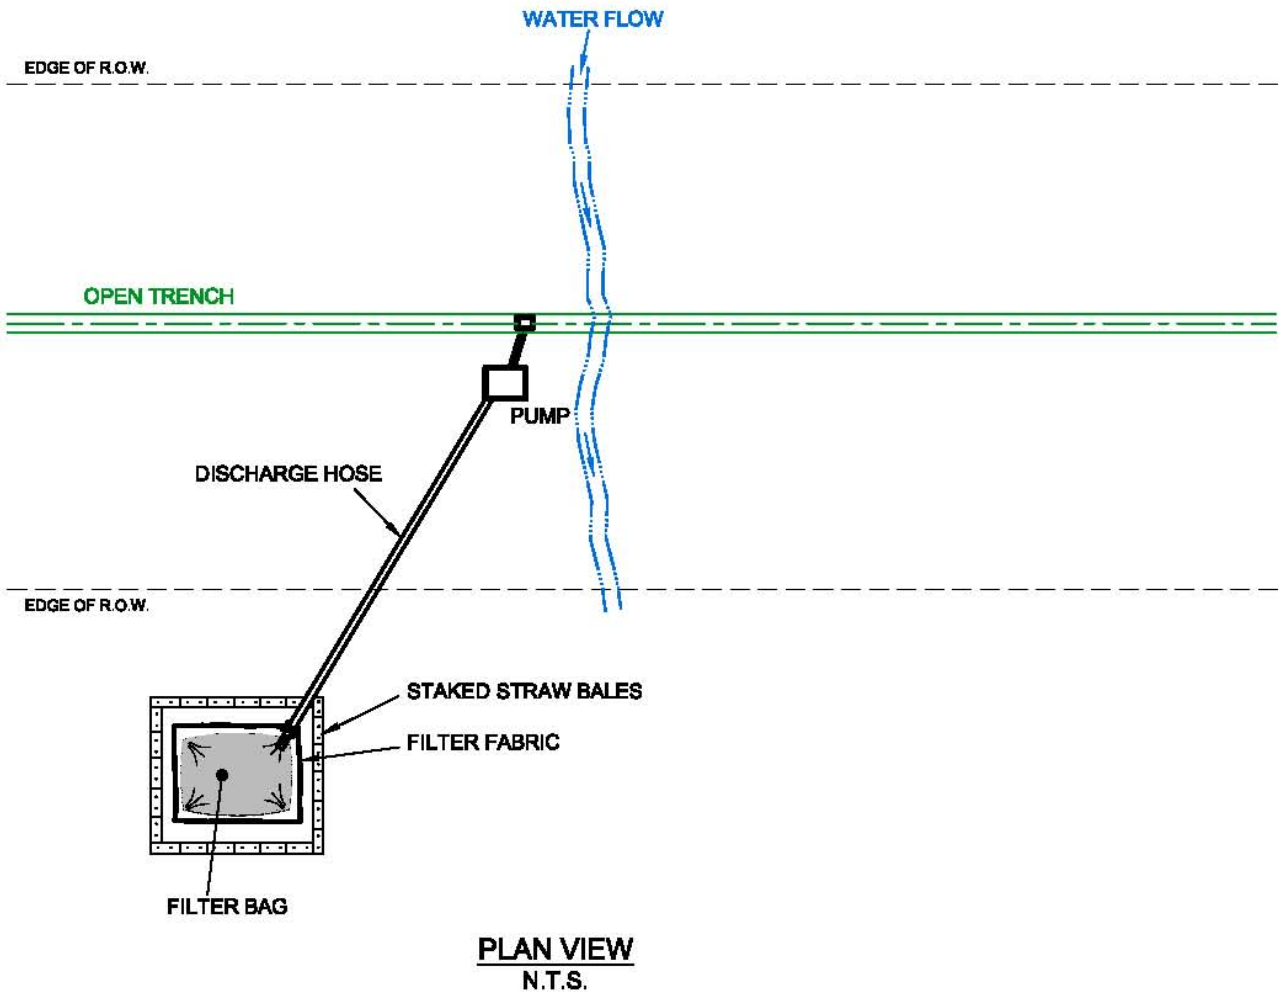 WATER FLOW
EDGE OF R.O.W.
OPEN TRENCH
PUMP
DISCHARGE HOSE
EDGE OF R.O.W.
STAKED STRAW BALES
FILTER FABRIC
FILTER BAG
PLAN VIEW
N.T.S.